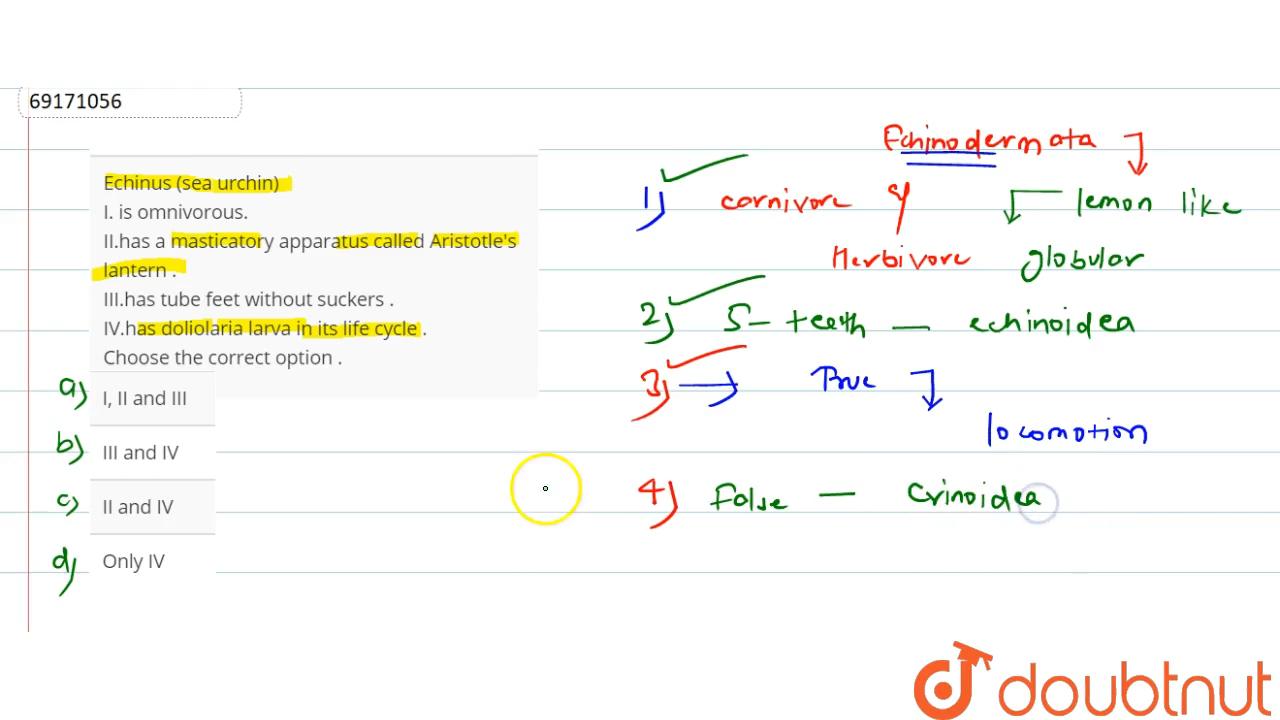 69171056
Echinus (sea urchin)
I. is omnivorous.
II.has a masticatory apparatus called Aristotle's
lantern .
III.has tube feet without suckers .
IV.has doliolaria larva in its life cycle .
Choose the correct option .
a) I, II and III
b) III and IV
c) II and IV
d) Only IV
Echinodermata
1) carnivore of lemon like
Herbivore globular
2) 5- teeth — echinoidea
3) True
locomotion
4) False — Crinoidea
doubtnut